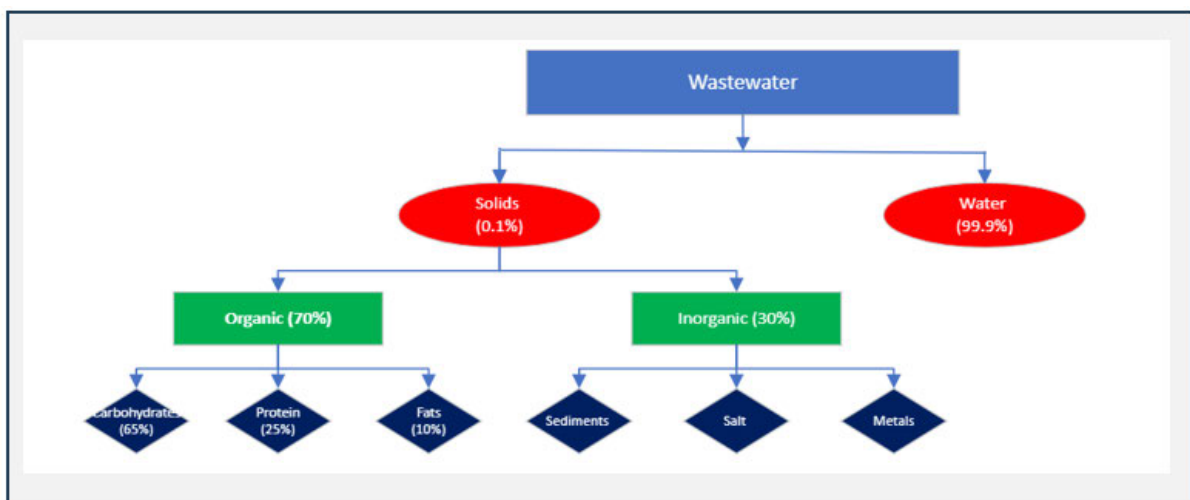 Wastewater
Solids
(0.1%)
Water
(99.9%)
Organic (70%)
Inorganic (30%)
Carbohydrates
(65%)
Protein
(25%)
Fats
(10%)
Sediments
Salt
Metals